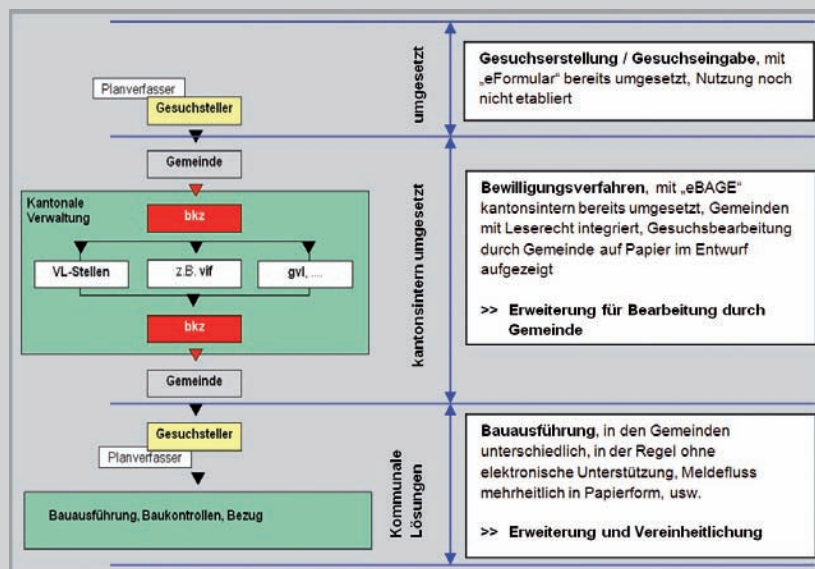 Planverfasser
Gesuchsteller
Gemeinde
Kantonale
Verwaltung
bkz
VL-Stellen
z.B. vif
gvl, ....
bkz
Gemeinde
Gesuchsteller
Planverfasser
Bauausführung, Baukontrollen, Bezug
umgesetzt
kantonsintern umgesetzt
Kommunale
Lösungen
Gesuchserstellung / Gesuchseingabe, mit
„eFormular“ bereits umgesetzt, Nutzung noch
nicht etabliert
Bewilligungsverfahren, mit „eBAGE“
kantonsintern bereits umgesetzt, Gemeinden
mit Leserecht integriert, Gesuchsbearbeitung
durch Gemeinde auf Papier im Entwurf
aufgezeigt
>> Erweiterung für Bearbeitung durch
Gemeinde
Bauausführung, in den Gemeinden
unterschiedlich, in der Regel ohne
elektronische Unterstützung, Meldefluss
mehrheitlich in Papierform, usw.
>> Erweiterung und Vereinheitlichung